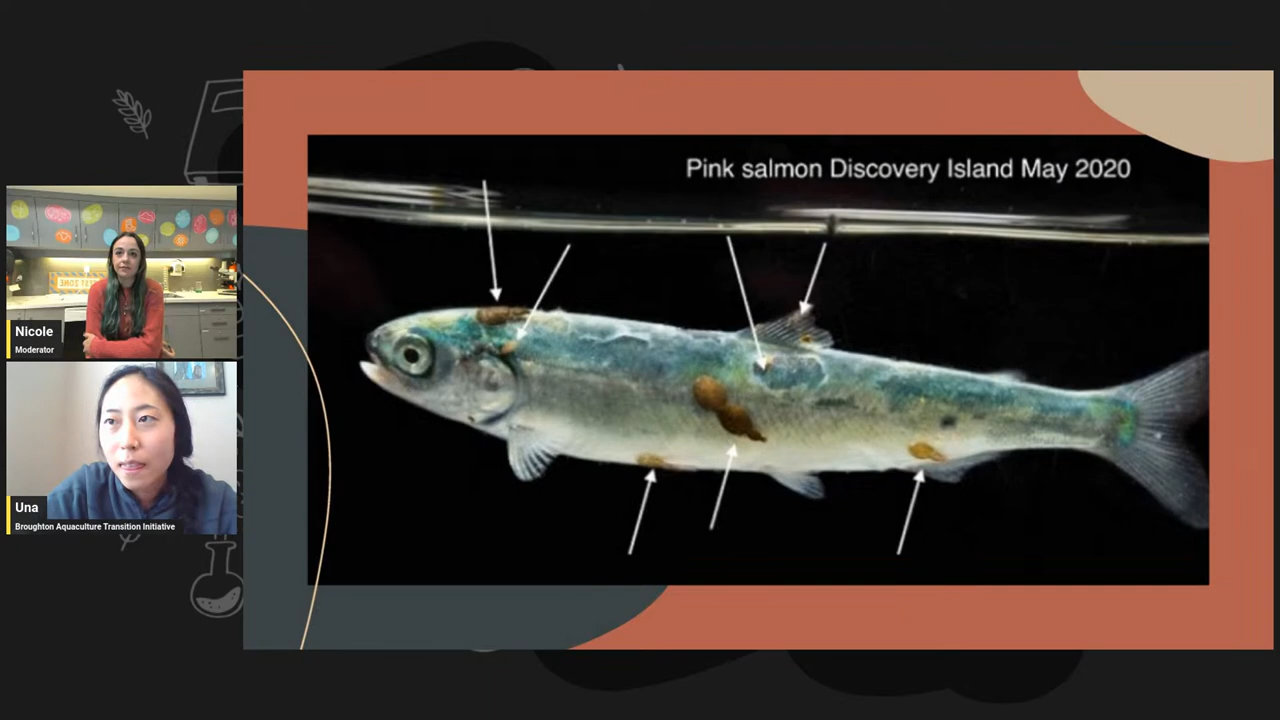 Pink salmon Discovery Island May 2020
Nicole
Moderator
Una
Broughton Aquaculture Transition Initiative